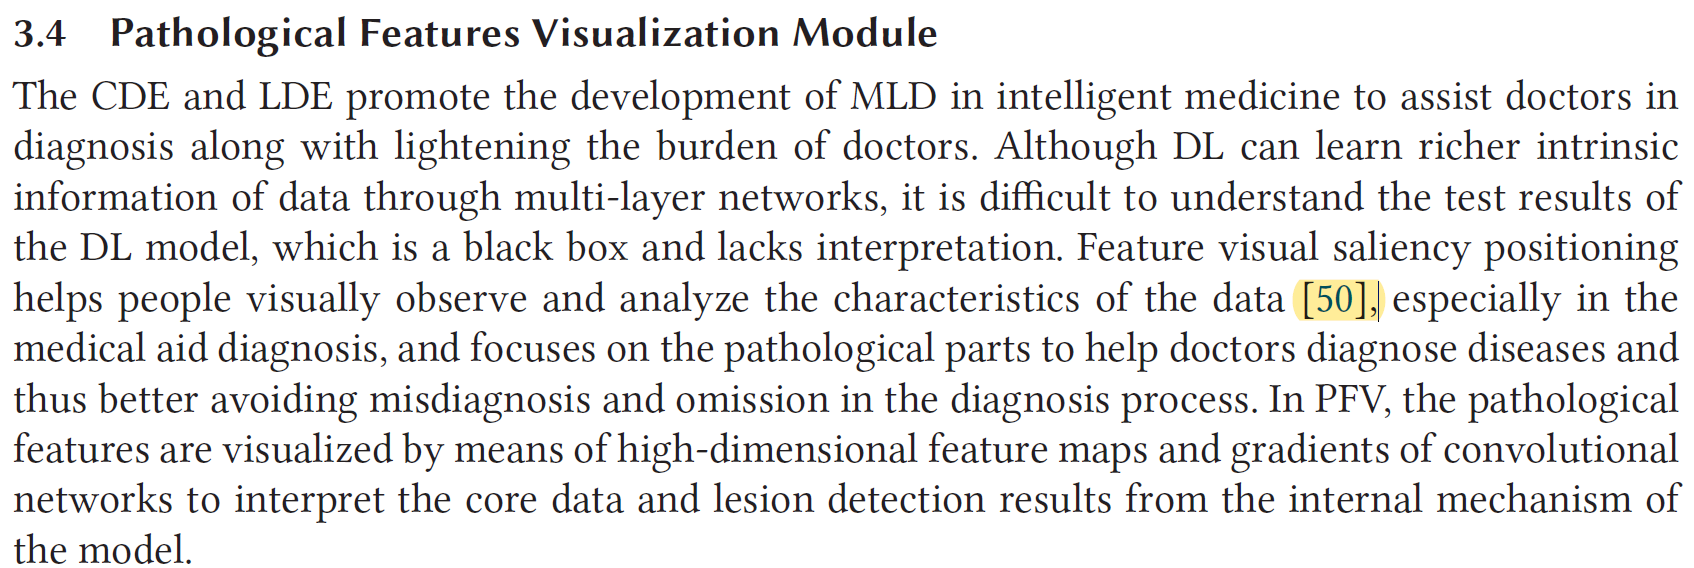 3.4 Pathological Features Visualization Module
The CDE and LDE promote the development of MLD in intelligent medicine to assist doctors in
diagnosis along with lightening the burden of doctors. Although DL can learn richer intrinsic
information of data through multi-layer networks, it is difficult to understand the test results of
the DL model, which is a black box and lacks interpretation. Feature visual saliency positioning
helps people visually observe and analyze the characteristics of the data [50], especially in the
medical aid diagnosis, and focuses on the pathological parts to help doctors diagnose diseases and
thus better avoiding misdiagnosis and omission in the diagnosis process. In PFV, the pathological
features are visualized by means of high-dimensional feature maps and gradients of convolutional
networks to interpret the core data and lesion detection results from the internal mechanism of
the model.